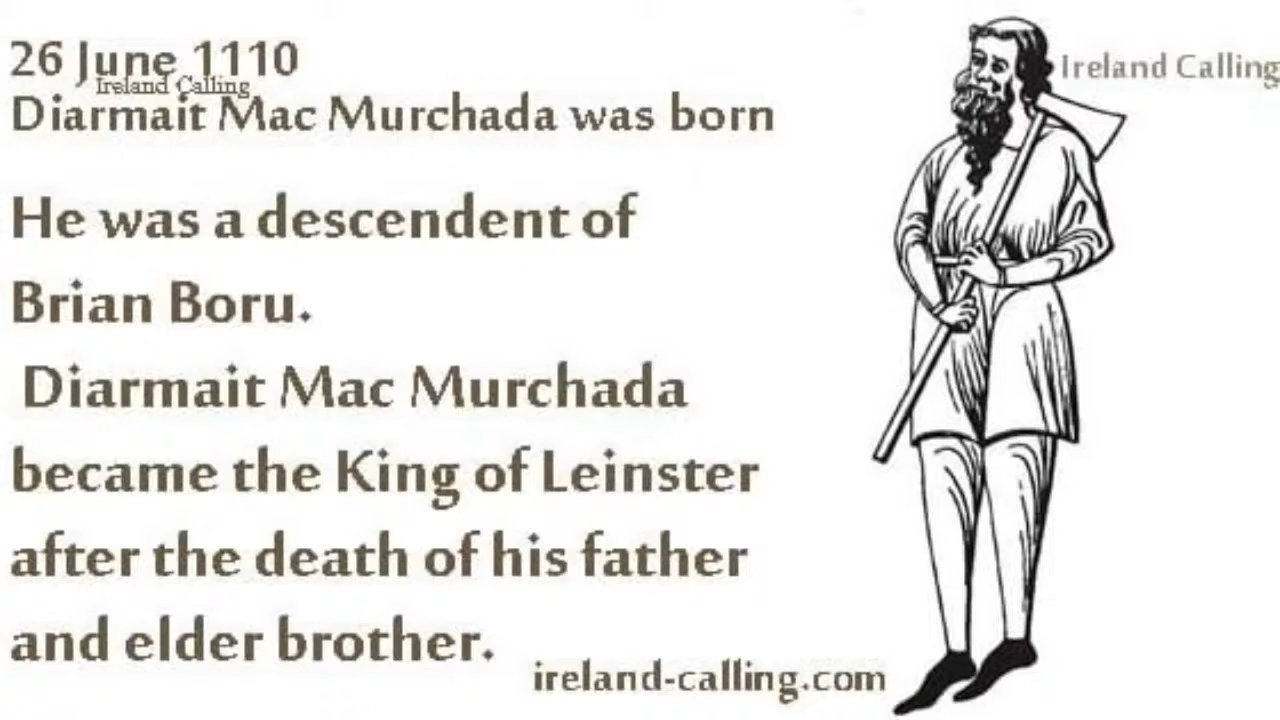 26 June 1110
Ireland Calling
Ireland Calling
Diarmait Mac Murchada was born
He was a descendent of
Brian Boru.
Diarmait Mac Murchada
became the King of Leinster
after the death of his father
and elder brother.
ireland-calling.com